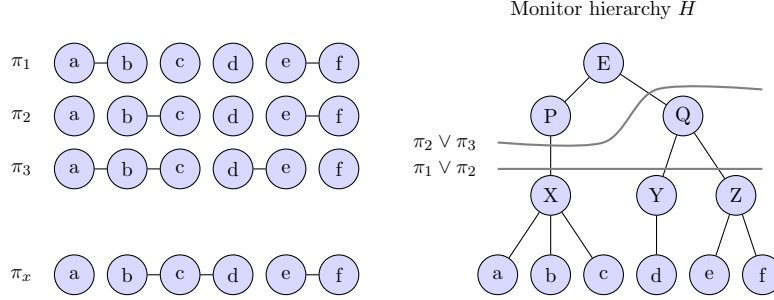 Monitor hierarchy H
π₁ a b c d e f
π₂ a b c d e f
π₃ a b c d e f
πₓ a b c d e f
E
P Q
π₂ ∨ π₃
π₁ ∨ π₂
X Y Z
a b c d e f